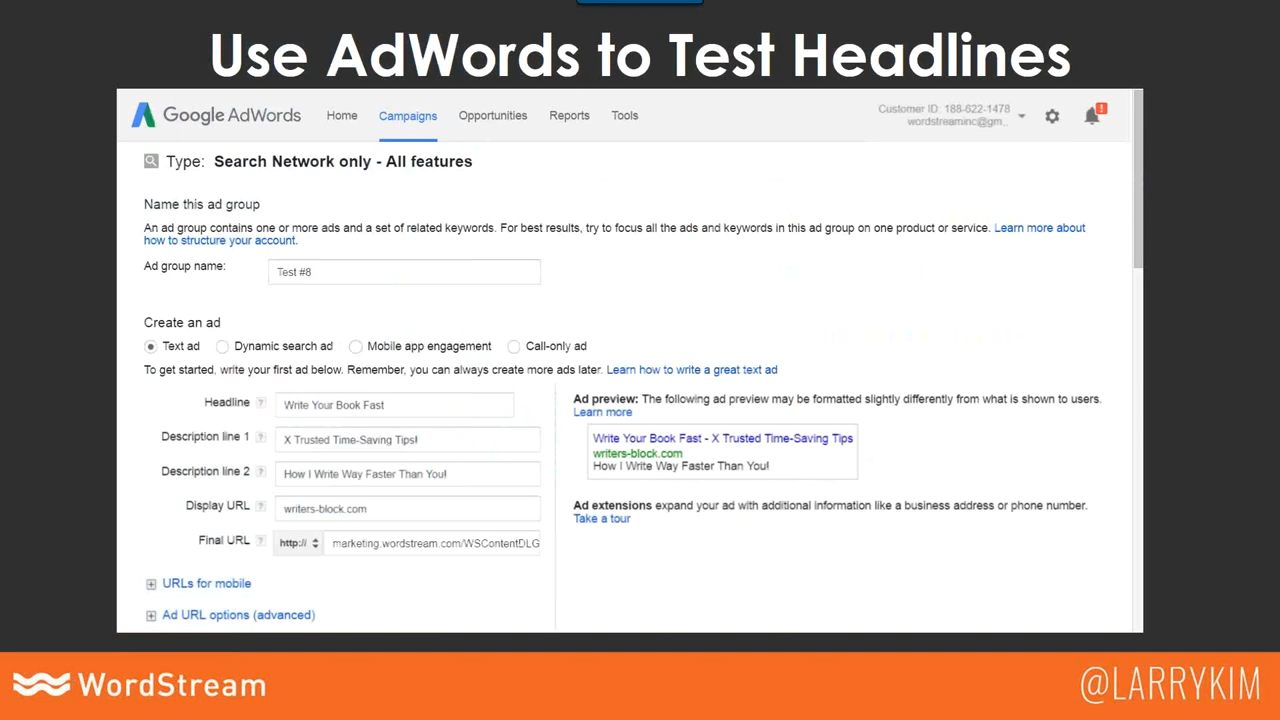 Use AdWords to Test Headlines
Google AdWords Home Campaigns Opportunities Reports Tools
Customer ID: 188-622-1478
wordstreaminc@gm...
Type: Search Network only - All features
Name this ad group
An ad group contains one or more ads and a set of related keywords. For best results, try to focus all the ads and keywords in this ad group on one product or service. Learn more about
how to structure your account.
Ad group name: Test #8
Create an ad
Text ad Dynamic search ad Mobile app engagement Call-only ad
To get started, write your first ad below. Remember, you can always create more ads later. Learn how to write a great text ad
Headline ? Write Your Book Fast
Description line 1 ? X Trusted Time-Saving Tips!
Description line 2 ? How I Write Way Faster Than You!
Display URL ? writers-block.com
Final URL ? http:// marketing.wordstream.com/WSContentDLG
URLs for mobile
Ad URL options (advanced)
Ad preview: The following ad preview may be formatted slightly differently from what is shown to users.
Learn more
Write Your Book Fast - X Trusted Time-Saving Tips
writers-block.com
How I Write Way Faster Than You!
Ad extensions expand your ad with additional information like a business address or phone number.
Take a tour
WordStream
@LARRYKIM